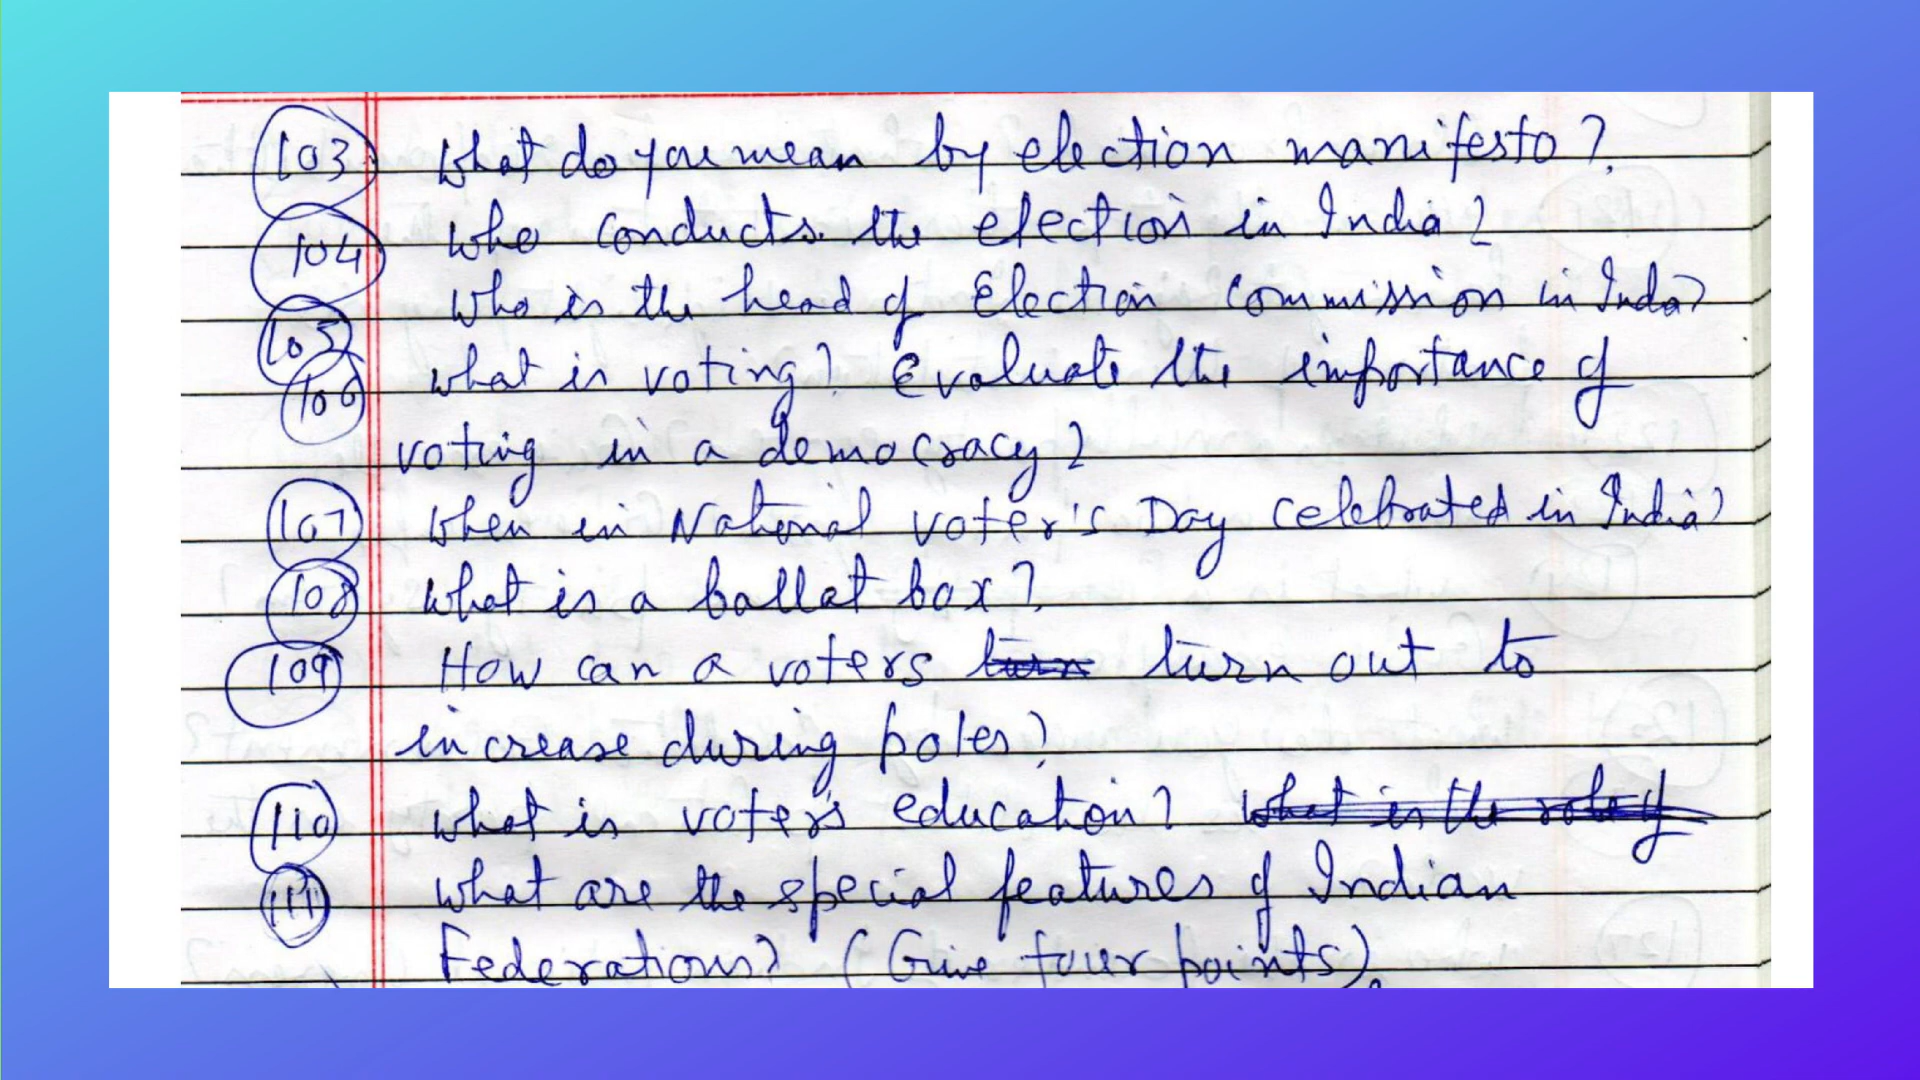 103 What do you mean by election manifesto?
104 Who conducts the election in India?
105 Who is the head of Election Commission in India?
106 What is voting? Evaluate the importance of
voting in a democracy?
107 When in National Voter's Day celebrated in India?
108 What is a ballat box?
109 How can a voters turn turn out to
increase during poles?
110 What is voter's education? What is the role of
111 What are the special features of Indian
Federations? (Give four points).